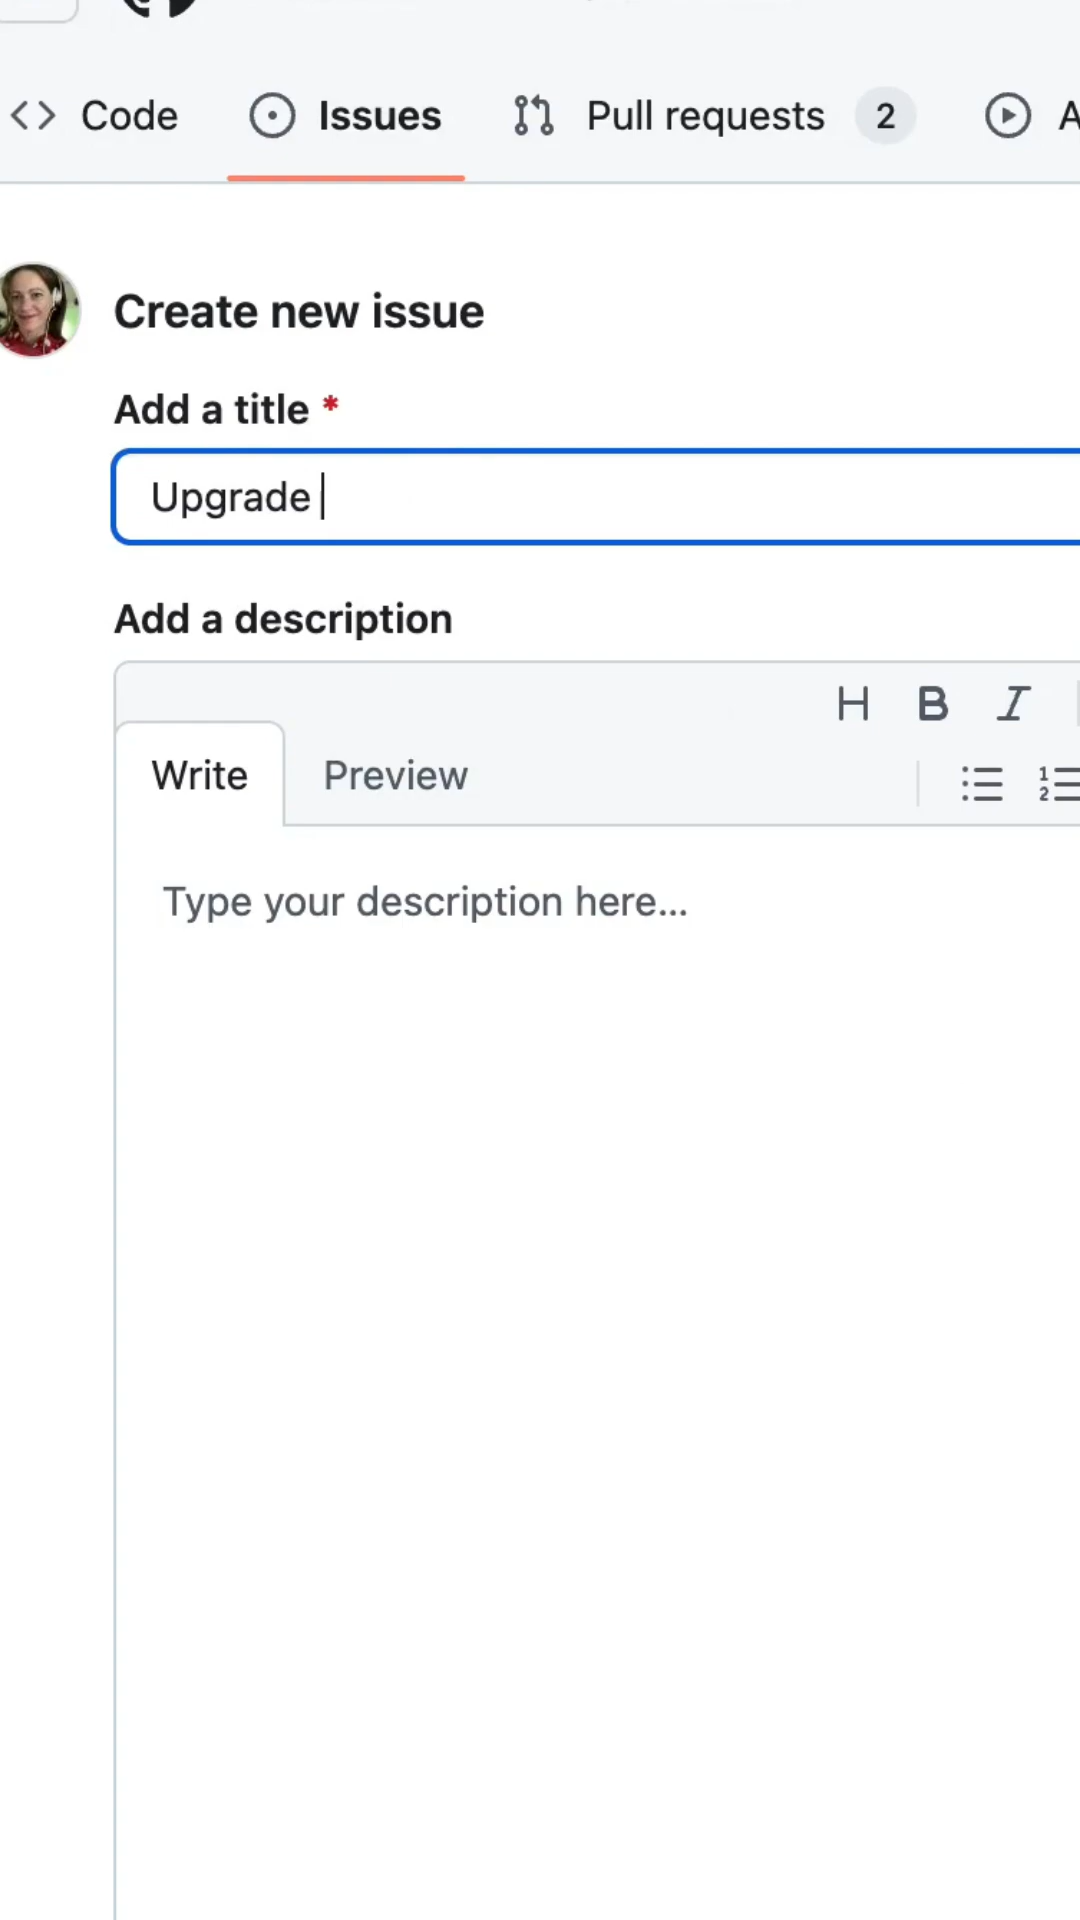 Code Issues Pull requests 2
Create new issue
Add a title *
Upgrade
Add a description
H B I
Write Preview
Type your description here...